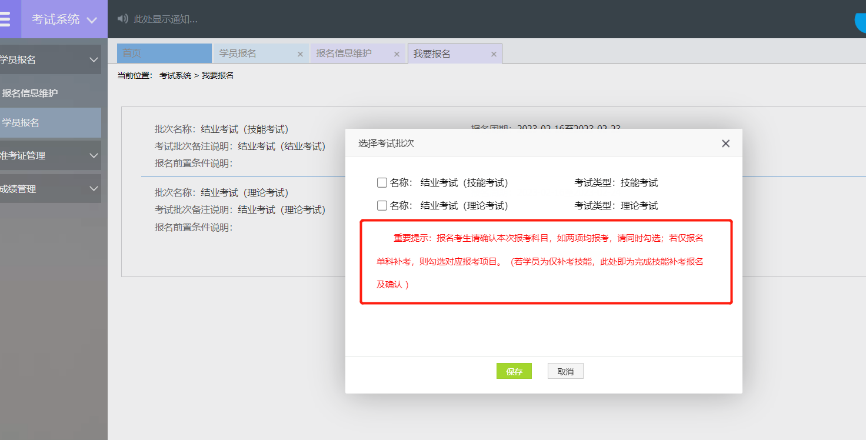 考试系统
此处显示通知...
首页
学员报名
报名信息维护
我要报名
学员报名
报名信息维护
学员报名
准考证管理
成绩管理
当前位置： 考试系统 > 我要报名
批次名称：结业考试（技能考试）
报名周期：2023-02-16至2023-02-23
考试批次备注说明：结业考试（结业考试）
报名前置条件说明：
批次名称：结业考试（理论考试）
考试批次备注说明：结业考试（理论考试）
报名前置条件说明：
选择考试批次
名称： 结业考试（技能考试） 考试类型：技能考试
名称： 结业考试（理论考试） 考试类型：理论考试
重要提示：报名考生请确认本次报考科目，如两项均报考，请同时勾选；若仅报名
单科补考，则勾选对应报考项目。（若学员为仅补考技能，此处即为完成技能补考报名
及确认 ）
保存
取消